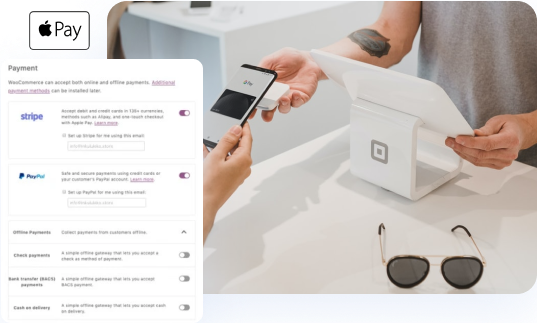 Pay
Payment
WooCommerce can accept both online and offline payments. Additional
payment methods can be installed later.
stripe
Accept debit and credit cards in 135+ currencies,
methods such as Alipay, and one-touch checkout
with Apple Pay. Learn more.
Set up Stripe for me using this email:
PayPal
Safe and secure payments using credit cards or
your customer's PayPal account. Learn more.
Set up PayPal for me using this email:
Offline Payments
Collect payments from customers offline.
Check payments
A simple offline gateway that lets you accept a
check as method of payment.
Bank transfer (BACS)
payments
A simple offline gateway that lets you accept
BACS payment.
Cash on delivery
A simple offline gateway that lets you accept cash
on delivery.